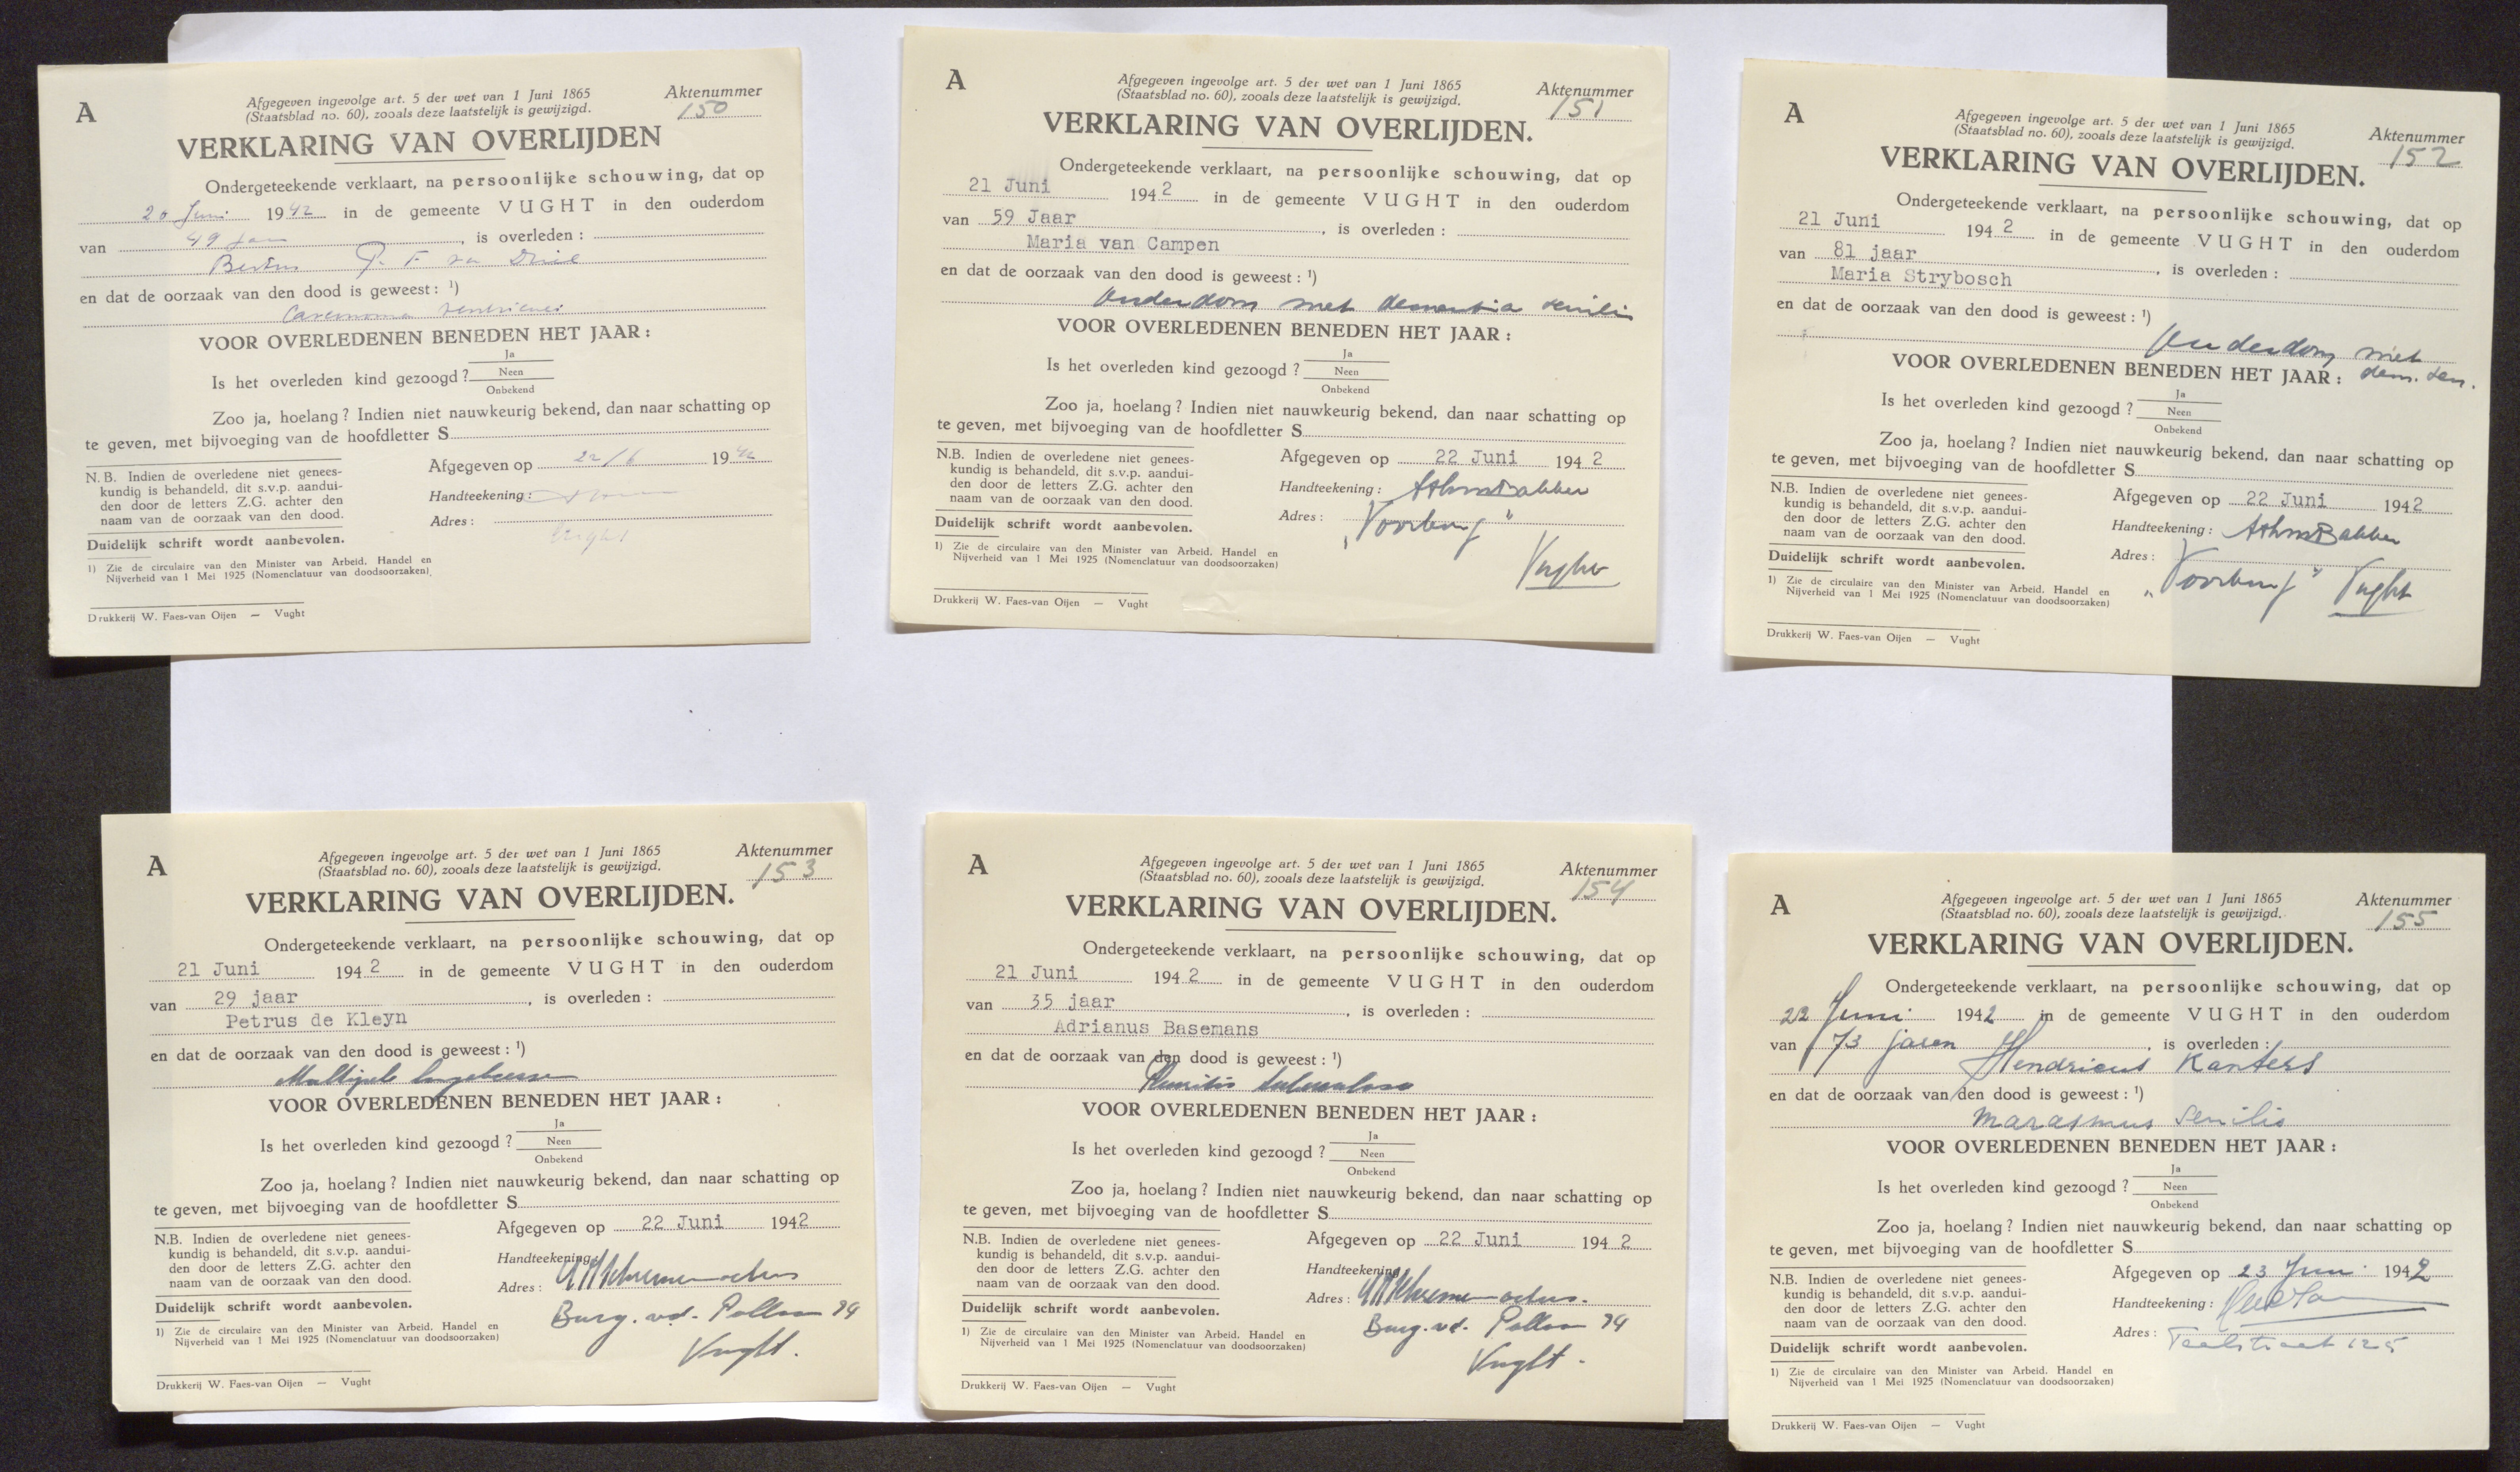 A
Afgegeven ingevolge art. 5 der wet van 1 Juni 1865
(Staatsblad no. 60), zooals deze laatstelijk is gewijzigd.
Aktenummer
150
VERKLARING VAN OVERLIJDEN
Ondergeteekende verklaart, na persoonlijke schouwing, dat op
20 Juni 1942 in de gemeente VUGHT in den ouderdom
van 49 jaar, is overleden :
P. F. van
en dat de oorzaak van den dood is geweest : ¹)
Carcinoma ventriculi
VOOR OVERLEDENEN BENEDEN HET JAAR :
Is het overleden kind gezoogd ? Ja
Neen
Onbekend
Zoo ja, hoelang ? Indien niet nauwkeurig bekend, dan naar schatting op
te geven, met bijvoeging van de hoofdletter S
N.B. Indien de overledene niet genees-
kundig is behandeld, dit s.v.p. aandui-
den door de letters Z.G. achter den
naam van de oorzaak van den dood.
Duidelijk schrift wordt aanbevolen.
1) Zie de circulaire van den Minister van Arbeid, Handel en
Nijverheid van 1 Mei 1925 (Nomenclatuur van doodsoorzaken).
Afgegeven op 22/6 1942
Handteekening :
Adres :
Vught
Drukkerij W. Faes-van Oijen — Vught
A
Afgegeven ingevolge art. 5 der wet van 1 Juni 1865
(Staatsblad no. 60), zooals deze laatstelijk is gewijzigd.
Aktenummer
151
VERKLARING VAN OVERLIJDEN.
Ondergeteekende verklaart, na persoonlijke schouwing, dat op
21 Juni 1942 in de gemeente VUGHT in den ouderdom
van 59 Jaar, is overleden :
Maria van Campen
en dat de oorzaak van den dood is geweest : ¹)
Ouderdom met dementia senilis
VOOR OVERLEDENEN BENEDEN HET JAAR :
Is het overleden kind gezoogd ? Ja
Neen
Onbekend
Zoo ja, hoelang ? Indien niet nauwkeurig bekend, dan naar schatting op
te geven, met bijvoeging van de hoofdletter S
N.B. Indien de overledene niet genees-
kundig is behandeld, dit s.v.p. aandui-
den door de letters Z.G. achter den
naam van de oorzaak van den dood.
Duidelijk schrift wordt aanbevolen.
1) Zie de circulaire van den Minister van Arbeid, Handel en
Nijverheid van 1 Mei 1925 (Nomenclatuur van doodsoorzaken)
Afgegeven op 22 Juni 1942
Handteekening :
Adres : „Voorburg"
Vught
Drukkerij W. Faes-van Oijen — Vught
A
Afgegeven ingevolge art. 5 der wet van 1 Juni 1865
(Staatsblad no. 60), zooals deze laatstelijk is gewijzigd.
Aktenummer
152
VERKLARING VAN OVERLIJDEN.
Ondergeteekende verklaart, na persoonlijke schouwing, dat op
21 Juni 1942 in de gemeente VUGHT in den ouderdom
van 81 jaar, is overleden :
Maria Strybosch
en dat de oorzaak van den dood is geweest : ¹)
Ouderdom met
dem. sen.
VOOR OVERLEDENEN BENEDEN HET JAAR :
Is het overleden kind gezoogd ? Ja
Neen
Onbekend
Zoo ja, hoelang ? Indien niet nauwkeurig bekend, dan naar schatting op
te geven, met bijvoeging van de hoofdletter S
N.B. Indien de overledene niet genees-
kundig is behandeld, dit s.v.p. aandui-
den door de letters Z.G. achter den
naam van de oorzaak van den dood.
Duidelijk schrift wordt aanbevolen.
1) Zie de circulaire van den Minister van Arbeid, Handel en
Nijverheid van 1 Mei 1925 (Nomenclatuur van doodsoorzaken)
Afgegeven op 22 Juni 1942
Handteekening :
Adres :
„Voorburg" Vught
Drukkerij W. Faes-van Oijen — Vught
A
Afgegeven ingevolge art. 5 der wet van 1 Juni 1865
(Staatsblad no. 60), zooals deze laatstelijk is gewijzigd.
Aktenummer
153
VERKLARING VAN OVERLIJDEN.
Ondergeteekende verklaart, na persoonlijke schouwing, dat op
21 Juni 1942 in de gemeente VUGHT in den ouderdom
van 29 jaar, is overleden :
Petrus de Kleyn
en dat de oorzaak van den dood is geweest : ¹)
Multiple longabcessen
VOOR OVERLEDENEN BENEDEN HET JAAR :
Is het overleden kind gezoogd ? Ja
Neen
Onbekend
Zoo ja, hoelang ? Indien niet nauwkeurig bekend, dan naar schatting op
te geven, met bijvoeging van de hoofdletter S
N.B. Indien de overledene niet genees-
kundig is behandeld, dit s.v.p. aandui-
den door de letters Z.G. achter den
naam van de oorzaak van den dood.
Duidelijk schrift wordt aanbevolen.
1) Zie de circulaire van den Minister van Arbeid, Handel en
Nijverheid van 1 Mei 1925 (Nomenclatuur van doodsoorzaken)
Afgegeven op 22 Juni 1942
Handteekening :
Adres :
Burg. v.d. Pollaan 74
Vught.
Drukkerij W. Faes-van Oijen — Vught
A
Afgegeven ingevolge art. 5 der wet van 1 Juni 1865
(Staatsblad no. 60), zooals deze laatstelijk is gewijzigd.
Aktenummer
154
VERKLARING VAN OVERLIJDEN.
Ondergeteekende verklaart, na persoonlijke schouwing, dat op
21 Juni 1942 in de gemeente VUGHT in den ouderdom
van 35 jaar, is overleden :
Adrianus Basemans
en dat de oorzaak van den dood is geweest : ¹)
Pleuritis tuberculosa
VOOR OVERLEDENEN BENEDEN HET JAAR :
Is het overleden kind gezoogd ? Ja
Neen
Onbekend
Zoo ja, hoelang ? Indien niet nauwkeurig bekend, dan naar schatting op
te geven, met bijvoeging van de hoofdletter S
N.B. Indien de overledene niet genees-
kundig is behandeld, dit s.v.p. aandui-
den door de letters Z.G. achter den
naam van de oorzaak van den dood.
Duidelijk schrift wordt aanbevolen.
1) Zie de circulaire van den Minister van Arbeid, Handel en
Nijverheid van 1 Mei 1925 (Nomenclatuur van doodsoorzaken)
Afgegeven op 22 Juni 1942
Handteekening
Adres :
Burg. v.d. Pollaan 74
Vught.
Drukkerij W. Faes-van Oijen — Vught
A
Afgegeven ingevolge art. 5 der wet van 1 Juni 1865
(Staatsblad no. 60), zooals deze laatstelijk is gewijzigd.
Aktenummer
155
VERKLARING VAN OVERLIJDEN.
Ondergeteekende verklaart, na persoonlijke schouwing, dat op
22 Juni 1942 in de gemeente VUGHT in den ouderdom
van 73 jaren, is overleden :
Hendricus Kanters
en dat de oorzaak van den dood is geweest : ¹)
Marasmus senilis
VOOR OVERLEDENEN BENEDEN HET JAAR :
Is het overleden kind gezoogd ? Ja
Neen
Onbekend
Zoo ja, hoelang ? Indien niet nauwkeurig bekend, dan naar schatting op
te geven, met bijvoeging van de hoofdletter S
N.B. Indien de overledene niet genees-
kundig is behandeld, dit s.v.p. aandui-
den door de letters Z.G. achter den
naam van de oorzaak van den dood.
Duidelijk schrift wordt aanbevolen.
1) Zie de circulaire van den Minister van Arbeid, Handel en
Nijverheid van 1 Mei 1925 (Nomenclatuur van doodsoorzaken)
Afgegeven op 23 Juni 1942
Handteekening :
Adres : Taalstraat 125
Drukkerij W. Faes-van Oijen — Vught